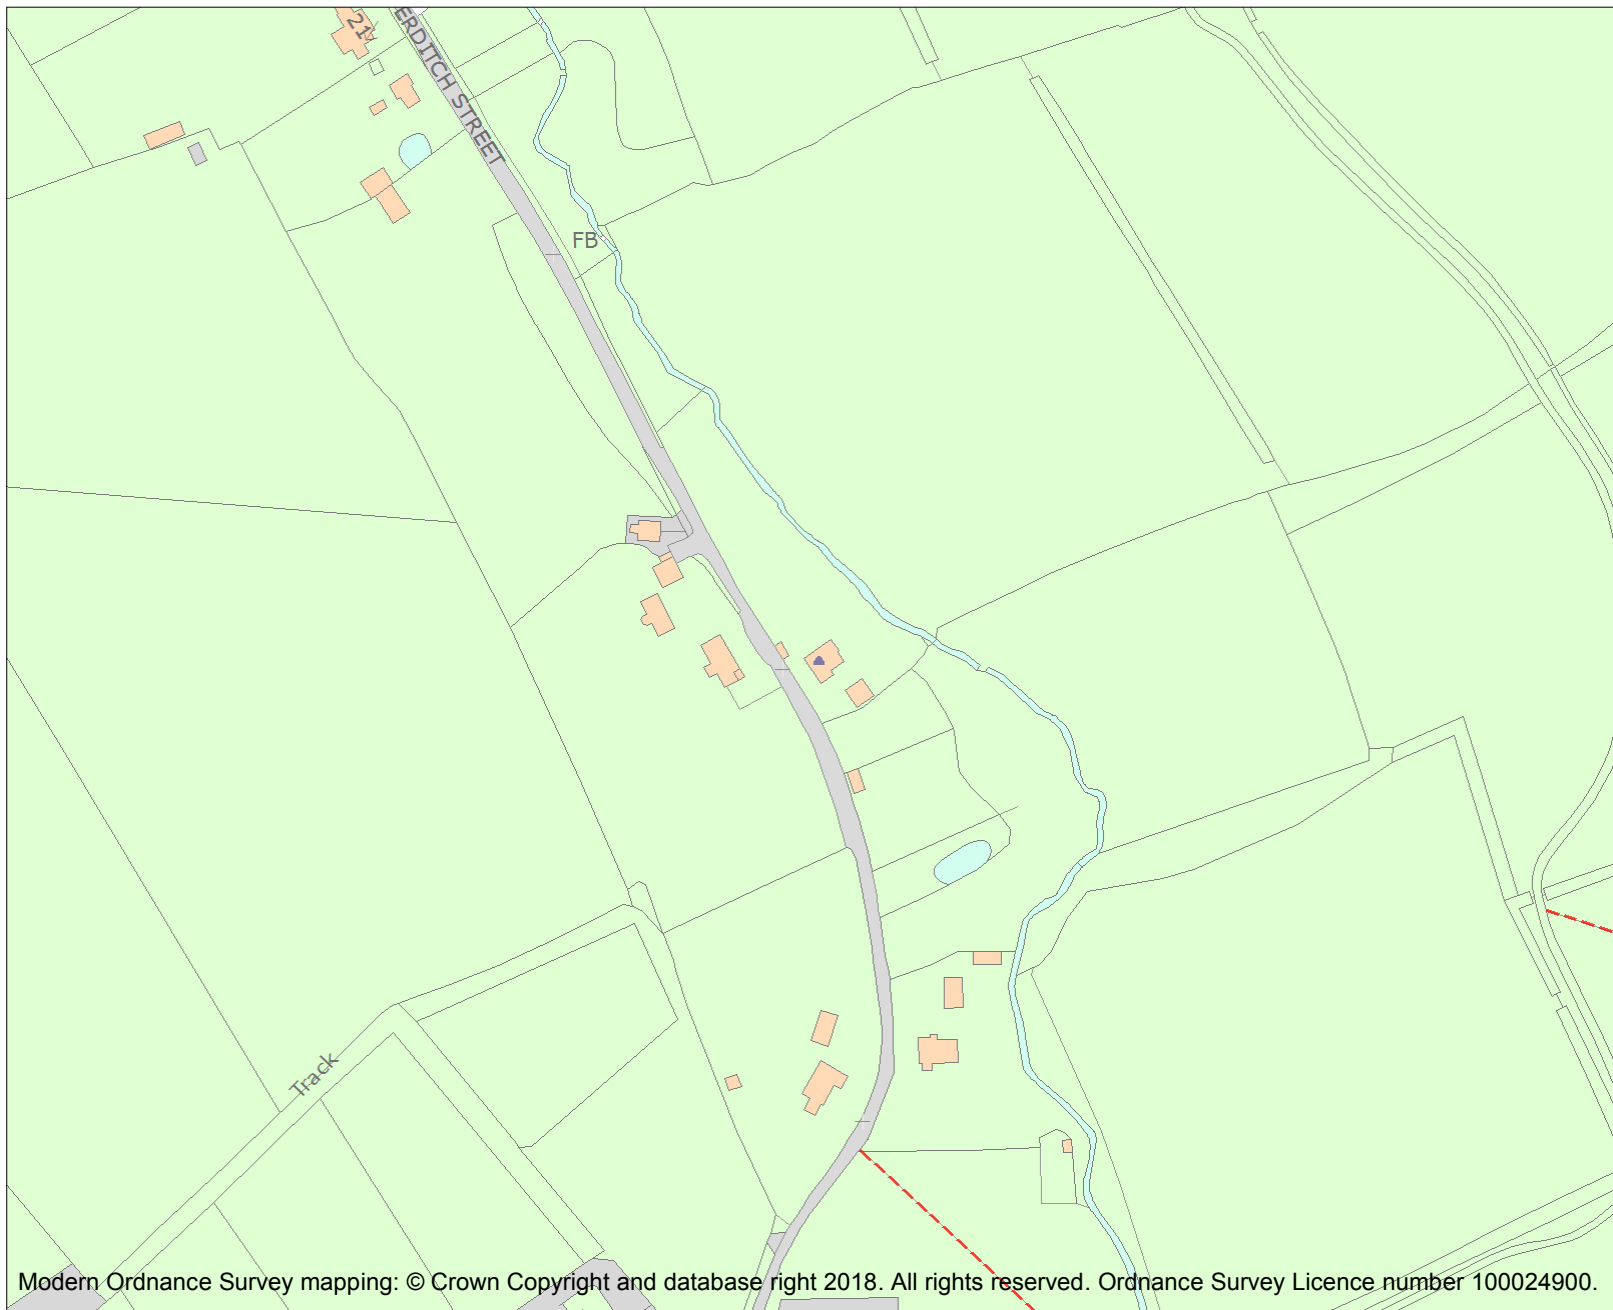 21
ERDITCH STREET
FB
Track
Modern Ordnance Survey mapping: © Crown Copyright and database right 2018. All rights reserved. Ordnance Survey Licence number 100024900.